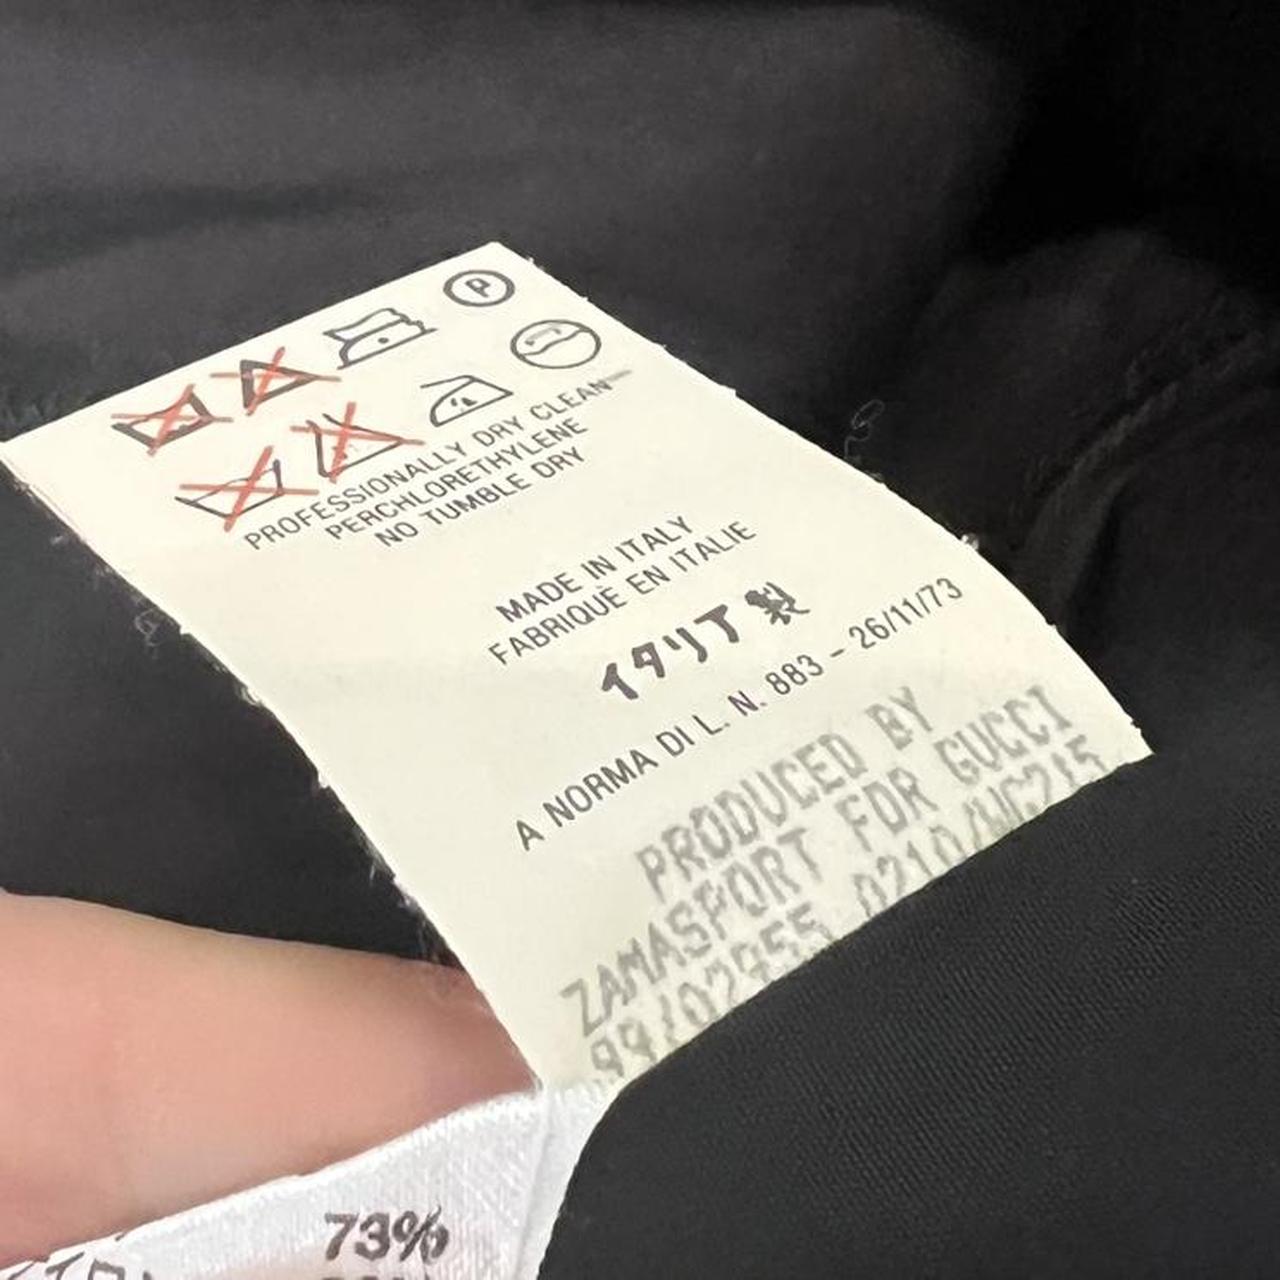 P
PROFESSIONALLY DRY CLEAN
PERCHLORETHYLENE
NO TUMBLE DRY
MADE IN ITALY
FABRIQUÈ EN ITALIE
イタリア製
A NORMA DI L. N. 883 - 26/11/73
PRODUCED BY
ZAMASPORT FOR GUCCI
73%